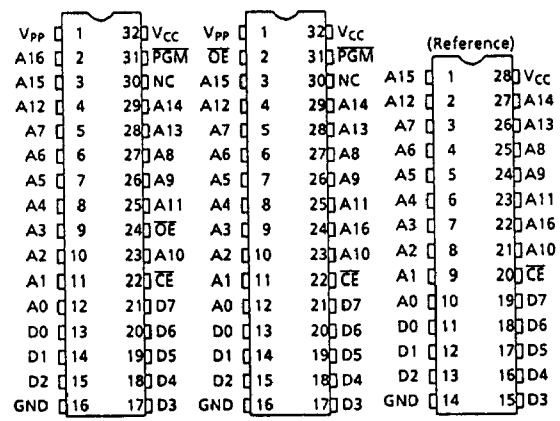 VPP 1 32 VCC
A16 2 31 P̅G̅M̅
A15 3 30 NC
A12 4 29 A14
A7 5 28 A13
A6 6 27 A8
A5 7 26 A9
A4 8 25 A11
A3 9 24 O̅E̅
A2 10 23 A10
A1 11 22 C̅E̅
A0 12 21 D7
D0 13 20 D6
D1 14 19 D5
D2 15 18 D4
GND 16 17 D3
VPP 1 32 VCC
O̅E̅ 2 31 P̅G̅M̅
A15 3 30 NC
A12 4 29 A14
A7 5 28 A13
A6 6 27 A8
A5 7 26 A9
A4 8 25 A11
A3 9 24 A16
A2 10 23 A10
A1 11 22 C̅E̅
A0 12 21 D7
D0 13 20 D6
D1 14 19 D5
D2 15 18 D4
GND 16 17 D3
(Reference)
A15 1 28 VCC
A12 2 27 A14
A7 3 26 A13
A6 4 25 A8
A5 5 24 A9
A4 6 23 A11
A3 7 22 A16
A2 8 21 A10
A1 9 20 C̅E̅
A0 10 19 D7
D0 11 18 D6
D1 12 17 D5
D2 13 16 D4
GND 14 15 D3